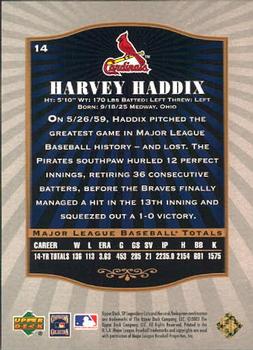 14
Cardinals
HARVEY HADDIX
HT: 5'10" WT: 170 LBS BATTED: LEFT THREW: LEFT
BORN: 9/18/25 MEDWAY, OHIO
ON 5/26/59, HADDIX PITCHED THE
GREATEST GAME IN MAJOR LEAGUE
BASEBALL HISTORY – AND LOST. THE
PIRATES SOUTHPAW HURLED 12 PERFECT
INNINGS, RETIRING 36 CONSECUTIVE
BATTERS, BEFORE THE BRAVES FINALLY
MANAGED A HIT IN THE 13TH INNING AND
SQUEEZED OUT A 1-0 VICTORY.
MAJOR LEAGUE BASEBALL TOTALS
CAREER W L ERA G GS SV IP H BB K
14-YR TOTALS 136 113 3.63 453 285 21 2235.0 2154 601 1575
UPPER DECK